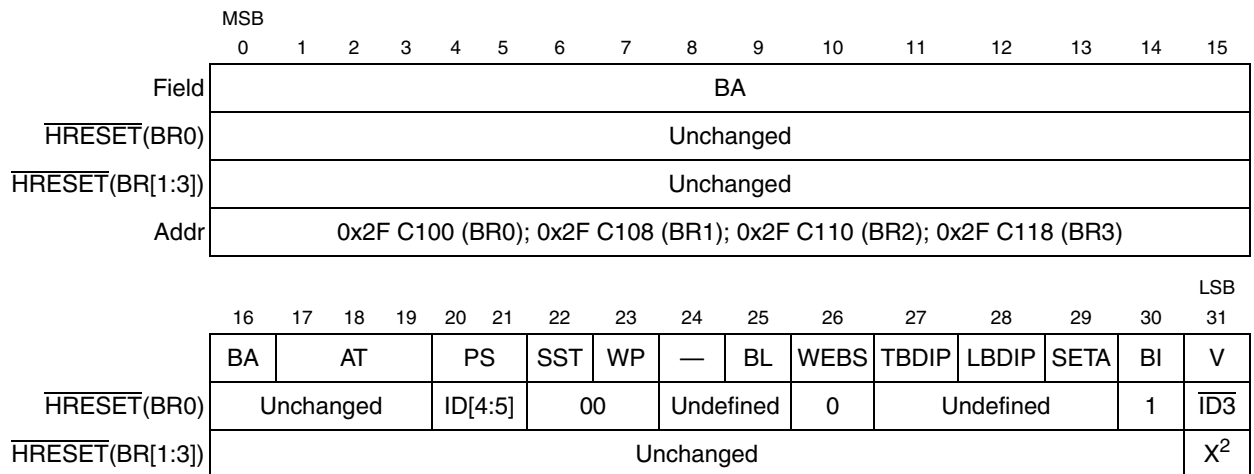 MSB
0 1 2 3 4 5 6 7 8 9 10 11 12 13 14 15
Field BA
HRESET(BR0) Unchanged
HRESET(BR[1:3]) Unchanged
Addr 0x2F C100 (BR0); 0x2F C108 (BR1); 0x2F C110 (BR2); 0x2F C118 (BR3)
LSB
16 17 18 19 20 21 22 23 24 25 26 27 28 29 30 31
BA AT PS SST WP — BL WEBS TBDIP LBDIP SETA BI V
HRESET(BR0) Unchanged ID[4:5] 00 Undefined 0 Undefined 1 ID3
HRESET(BR[1:3]) Unchanged X2